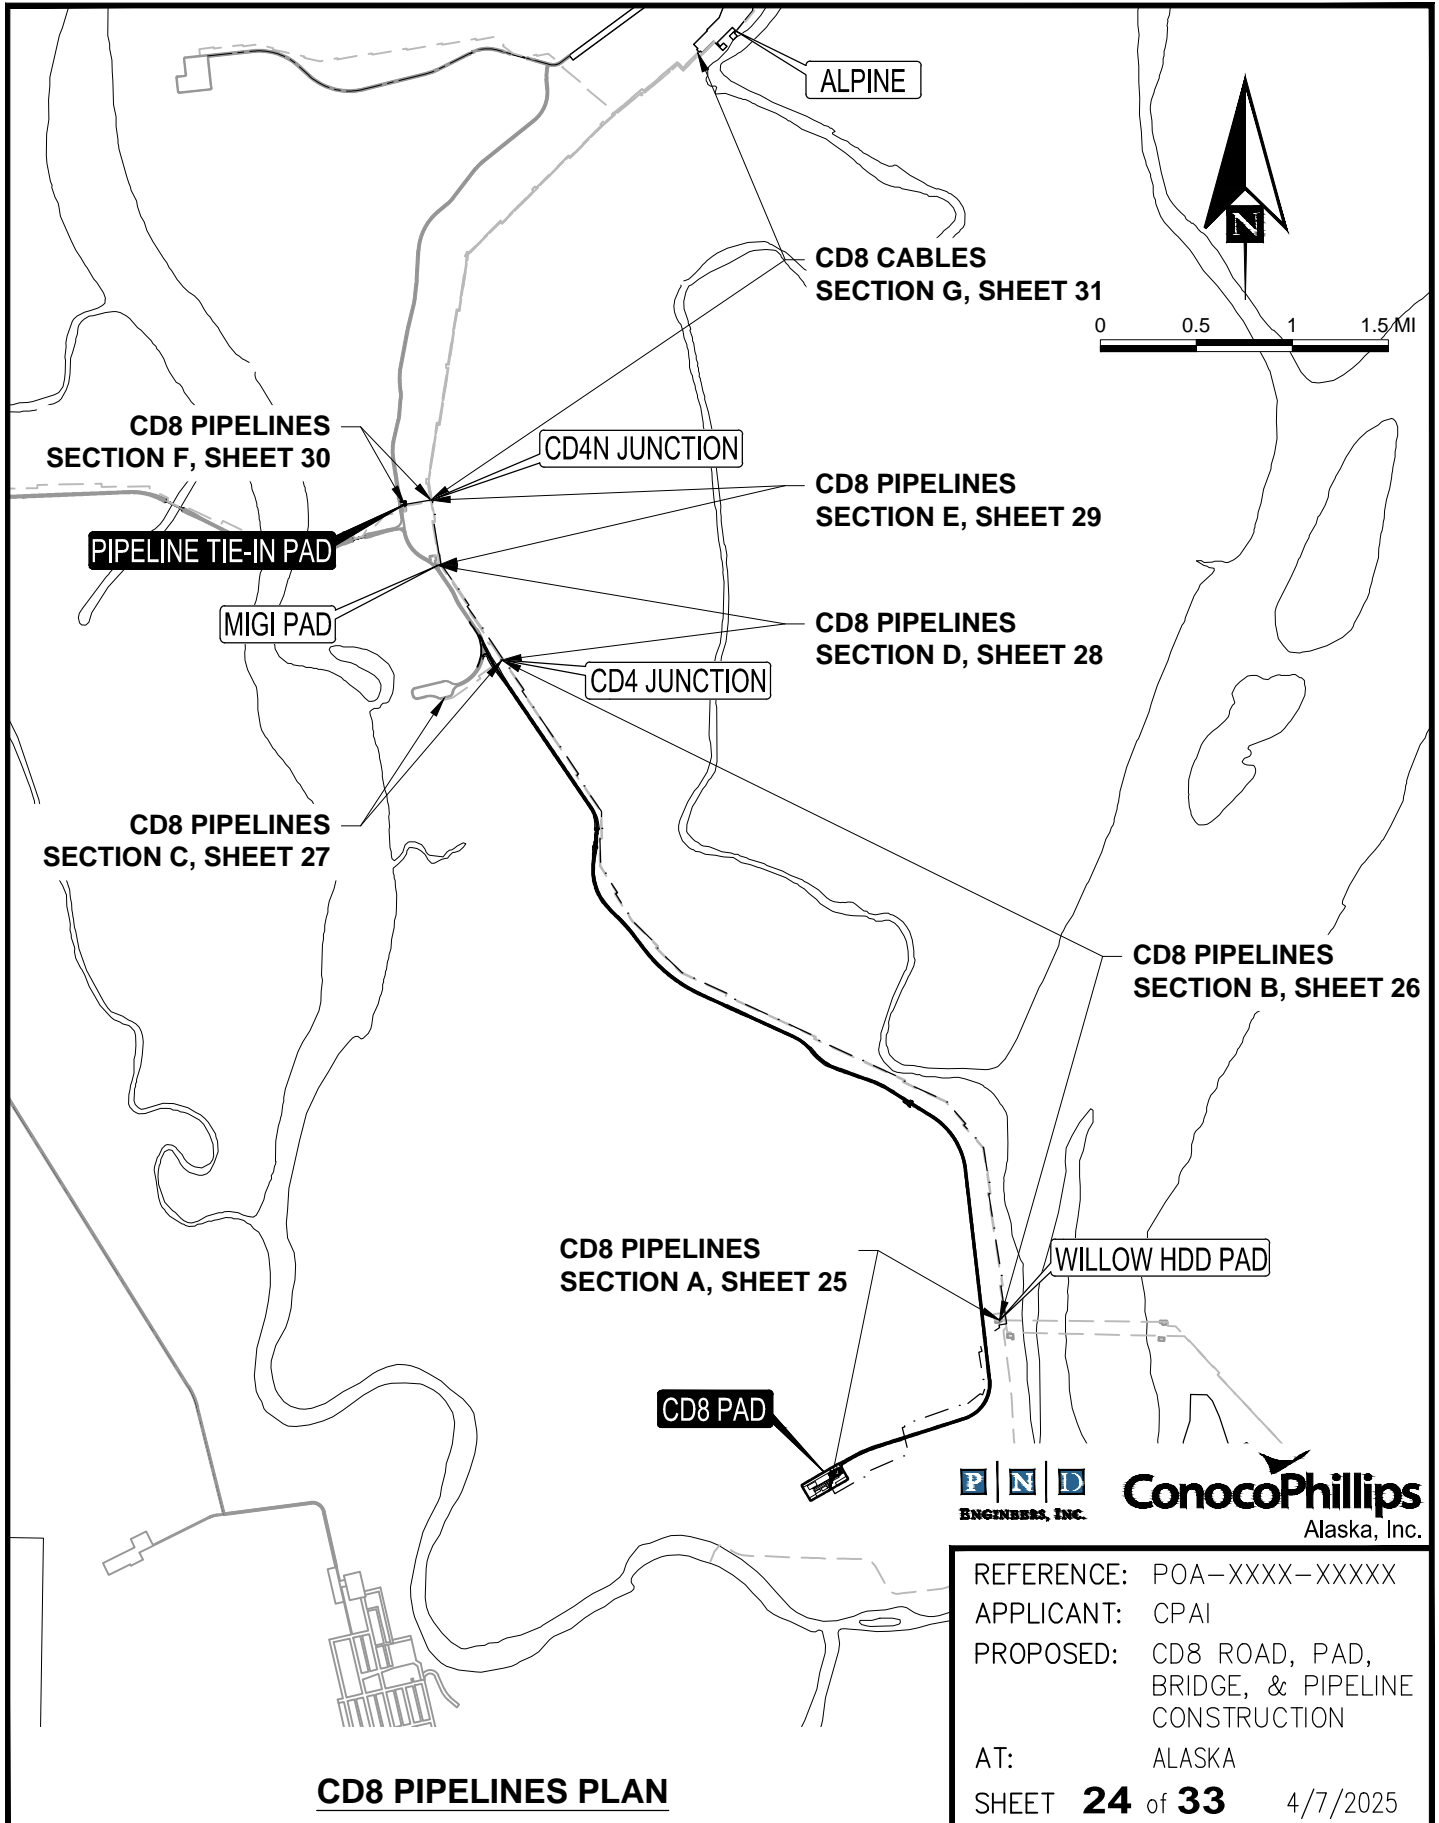 ALPINE
N
CD8 CABLES
SECTION G, SHEET 31
0 0.5 1 1.5 MI
CD8 PIPELINES
SECTION F, SHEET 30
CD4N JUNCTION
CD8 PIPELINES
SECTION E, SHEET 29
PIPELINE TIE-IN PAD
MIGI PAD
CD8 PIPELINES
SECTION D, SHEET 28
CD4 JUNCTION
CD8 PIPELINES
SECTION C, SHEET 27
CD8 PIPELINES
SECTION B, SHEET 26
CD8 PIPELINES
SECTION A, SHEET 25
WILLOW HDD PAD
CD8 PAD
P N D
ENGINEERS, INC.
ConocoPhillips
Alaska, Inc.
REFERENCE: POA-XXXX-XXXXX
APPLICANT: CPAI
PROPOSED: CD8 ROAD, PAD,
BRIDGE, & PIPELINE
CONSTRUCTION
AT: ALASKA
SHEET 24 of 33 4/7/2025
CD8 PIPELINES PLAN